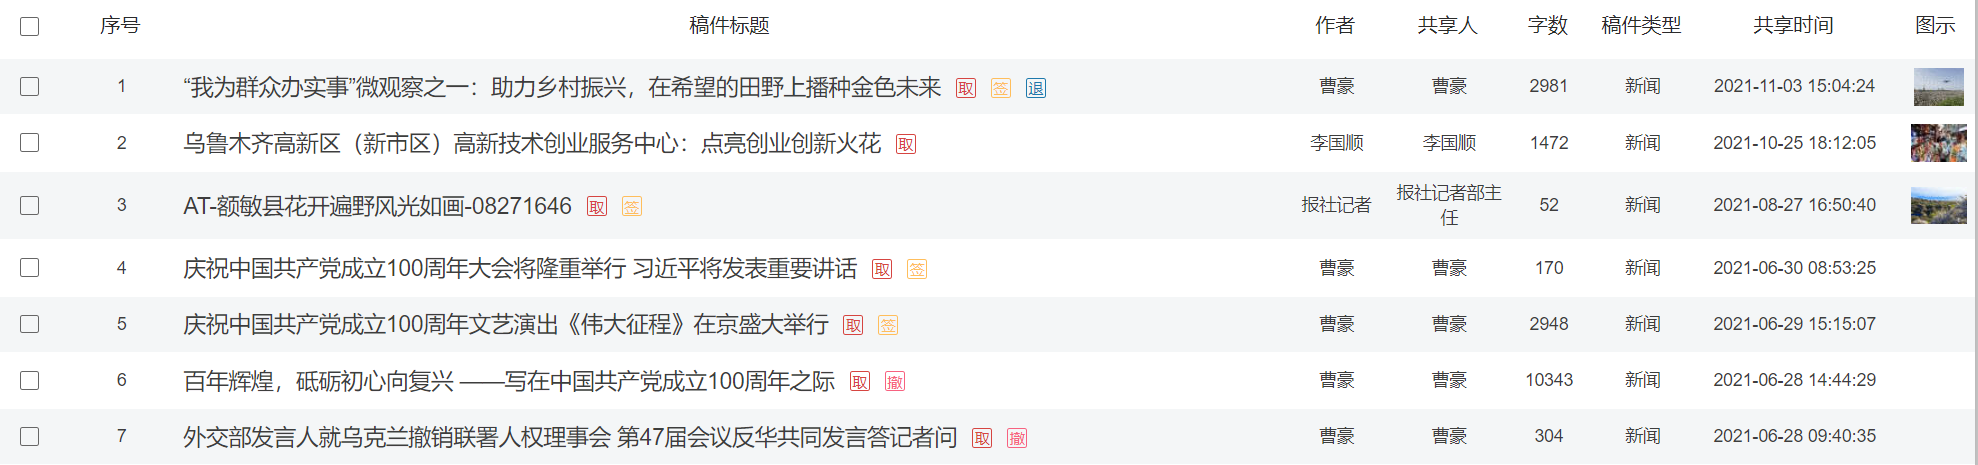 序号 稿件标题 作者 共享人 字数 稿件类型 共享时间 图示
1 “我为群众办实事”微观察之一：助力乡村振兴，在希望的田野上播种金色未来 取 签 退 曹豪 曹豪 2981 新闻 2021-11-03 15:04:24
2 乌鲁木齐高新区（新市区）高新技术创业服务中心：点亮创业创新火花 取 李国顺 李国顺 1472 新闻 2021-10-25 18:12:05
3 AT-额敏县花开遍野风光如画-08271646 取 签 报社记者 报社记者部主任 52 新闻 2021-08-27 16:50:40
4 庆祝中国共产党成立100周年大会将隆重举行 习近平将发表重要讲话 取 签 曹豪 曹豪 170 新闻 2021-06-30 08:53:25
5 庆祝中国共产党成立100周年文艺演出《伟大征程》在京盛大举行 取 签 曹豪 曹豪 2948 新闻 2021-06-29 15:15:07
6 百年辉煌，砥砺初心向复兴 ——写在中国共产党成立100周年之际 取 撤 曹豪 曹豪 10343 新闻 2021-06-28 14:44:29
7 外交部发言人就乌克兰撤销联署人权理事会 第47届会议反华共同发言答记者问 取 撤 曹豪 曹豪 304 新闻 2021-06-28 09:40:35